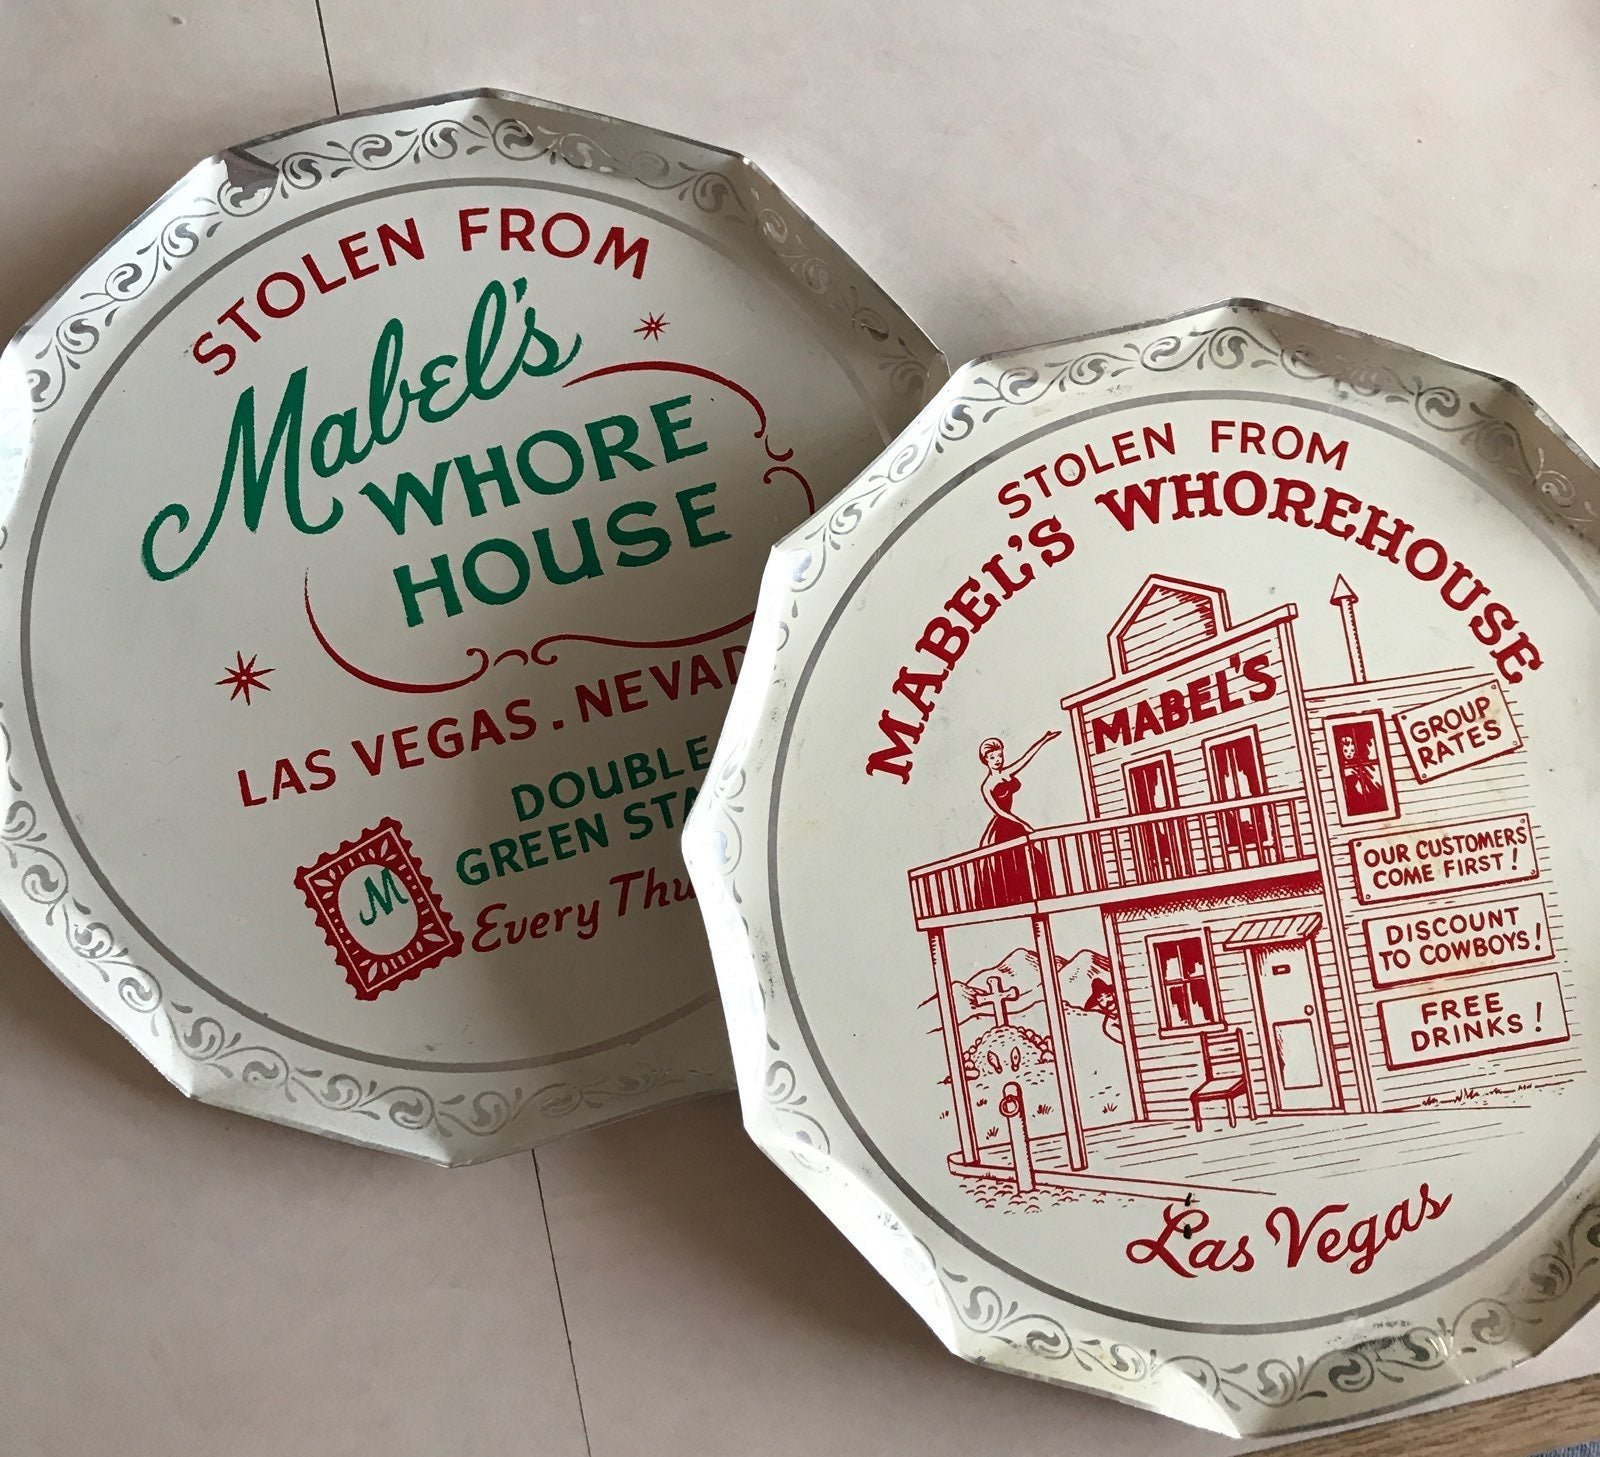 STOLEN FROM
Mabel's
WHORE
HOUSE
LAS VEGAS . NEVAD
DOUBLE
GREEN STA
M
Every Thu
STOLEN FROM
MABEL'S WHOREHOUSE
MABEL'S
GROUP
RATES
OUR CUSTOMERS
COME FIRST!
DISCOUNT
TO COWBOYS!
FREE
DRINKS!
Las Vegas